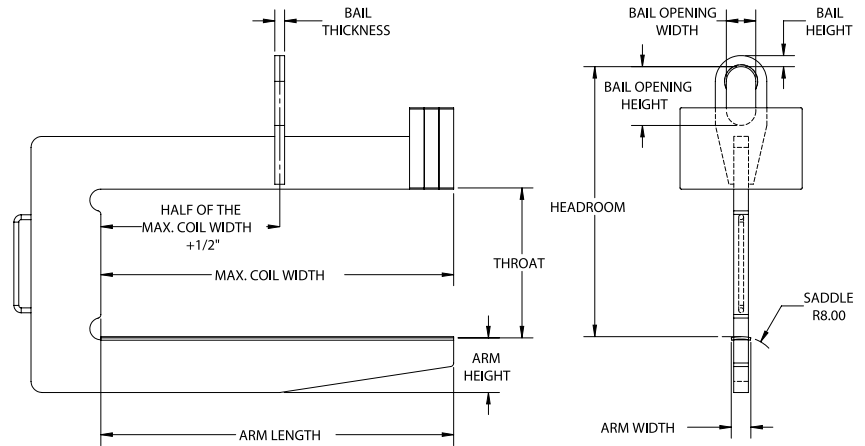 BAIL
THICKNESS
BAIL OPENING
WIDTH
BAIL
HEIGHT
BAIL OPENING
HEIGHT
HALF OF THE
MAX. COIL WIDTH
+1/2"
HEADROOM
THROAT
MAX. COIL WIDTH
SADDLE
R8.00
ARM
HEIGHT
ARM LENGTH
ARM WIDTH